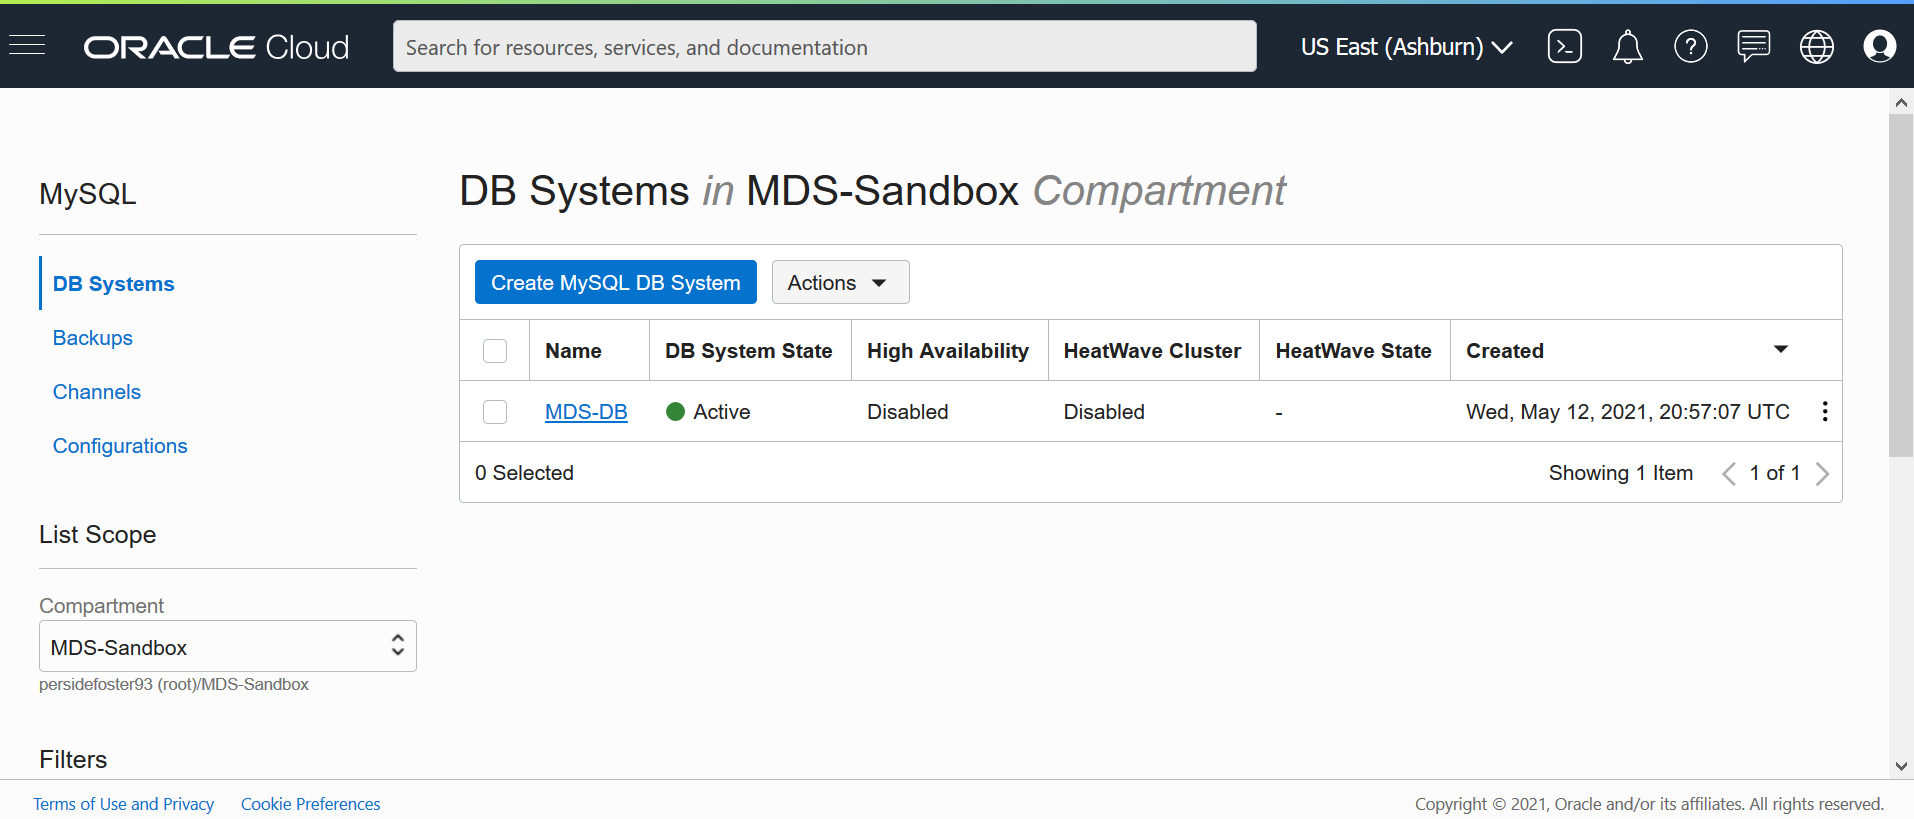 ORACLE Cloud
Search for resources, services, and documentation
US East (Ashburn)
MySQL
DB Systems
Backups
Channels
Configurations
List Scope
Compartment
MDS-Sandbox
persidefoster93 (root)/MDS-Sandbox
Filters
DB Systems in MDS-Sandbox Compartment
Create MySQL DB System Actions
Name DB System State High Availability HeatWave Cluster HeatWave State Created
MDS-DB Active Disabled Disabled - Wed, May 12, 2021, 20:57:07 UTC
0 Selected Showing 1 Item 1 of 1
Terms of Use and Privacy Cookie Preferences Copyright © 2021, Oracle and/or its affiliates. All rights reserved.